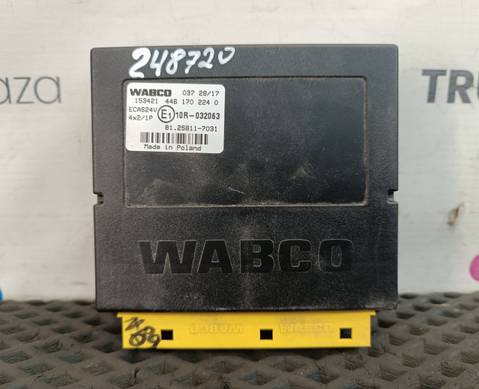 248720
WABCO 037 28/17
153421 446 170 224 0
ECAS24V
4x2/1P E1 10R-032063
81.25811-7031
Made in Poland
WABCO
WABCO